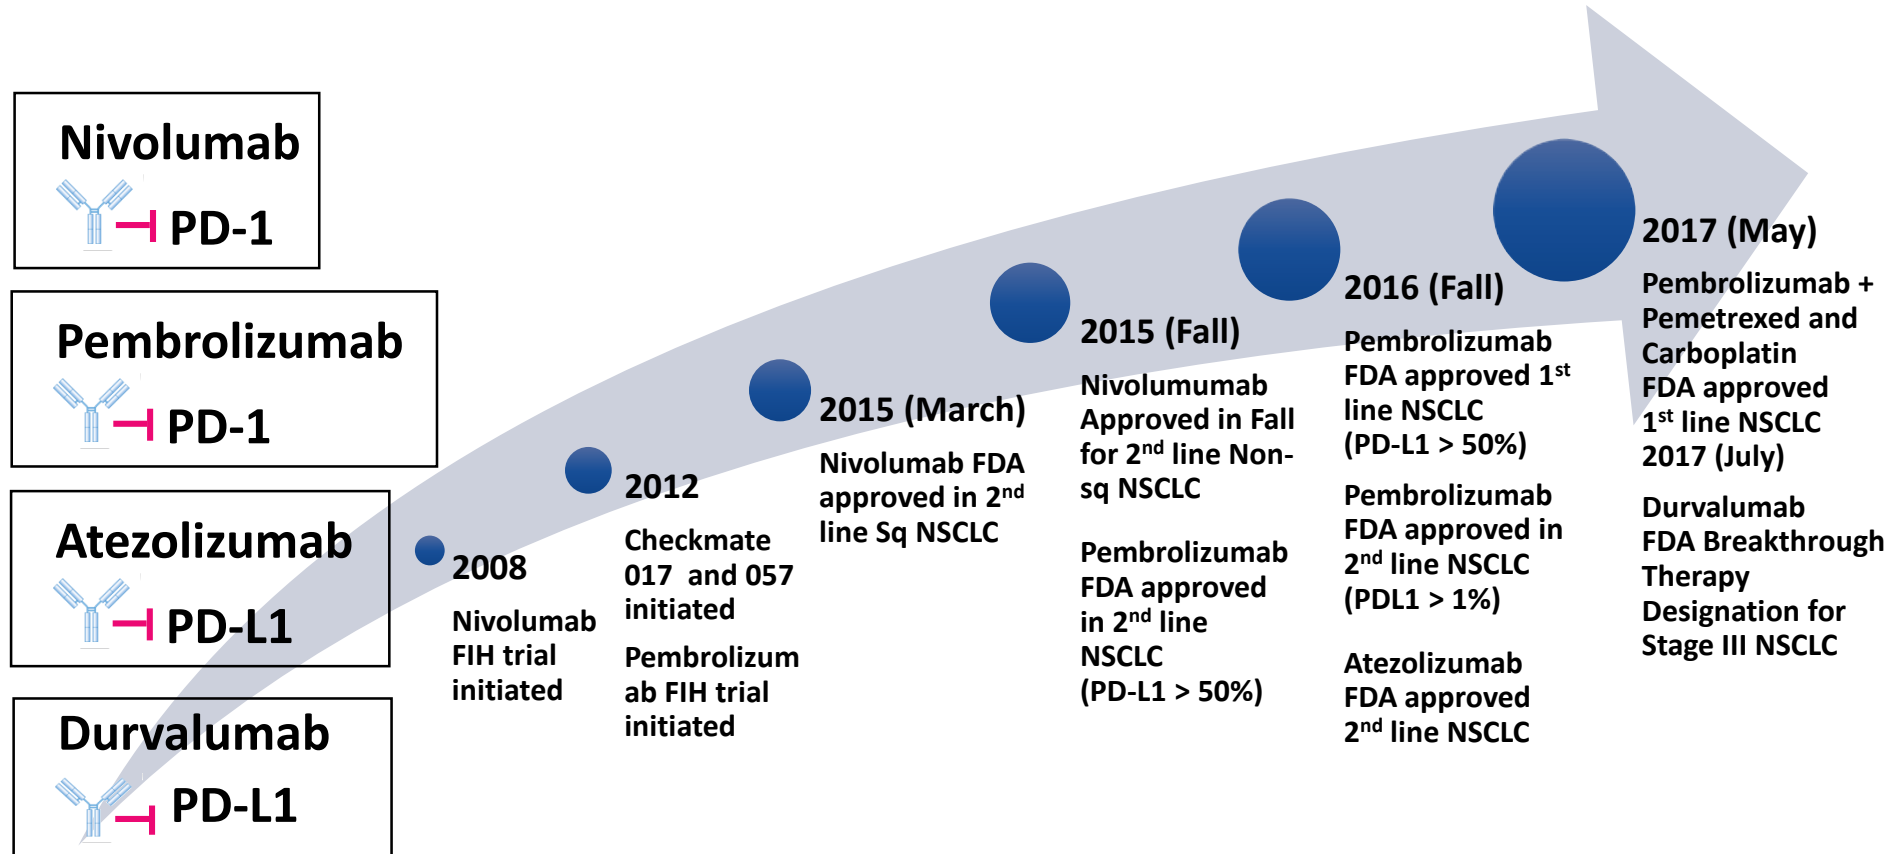 Nivolumab
PD-1
Pembrolizumab
PD-1
Atezolizumab
PD-L1
Durvalumab
PD-L1
2008
Nivolumab
FIH trial
initiated
2012
Checkmate
017 and 057
initiated
Pembrolizum
ab FIH trial
initiated
2015 (March)
Nivolumab FDA
approved in 2nd
line Sq NSCLC
2015 (Fall)
Nivolumumab
Approved in Fall
for 2nd line Non-
sq NSCLC
Pembrolizumab
FDA approved
in 2nd line
NSCLC
(PD-L1 > 50%)
2016 (Fall)
Pembrolizumab
FDA approved 1st
line NSCLC
(PD-L1 > 50%)
Pembrolizumab
FDA approved in
2nd line NSCLC
(PDL1 > 1%)
Atezolizumab
FDA approved
2nd line NSCLC
2017 (May)
Pembrolizumab +
Pemetrexed and
Carboplatin
FDA approved
1st line NSCLC
2017 (July)
Durvalumab
FDA Breakthrough
Therapy
Designation for
Stage III NSCLC